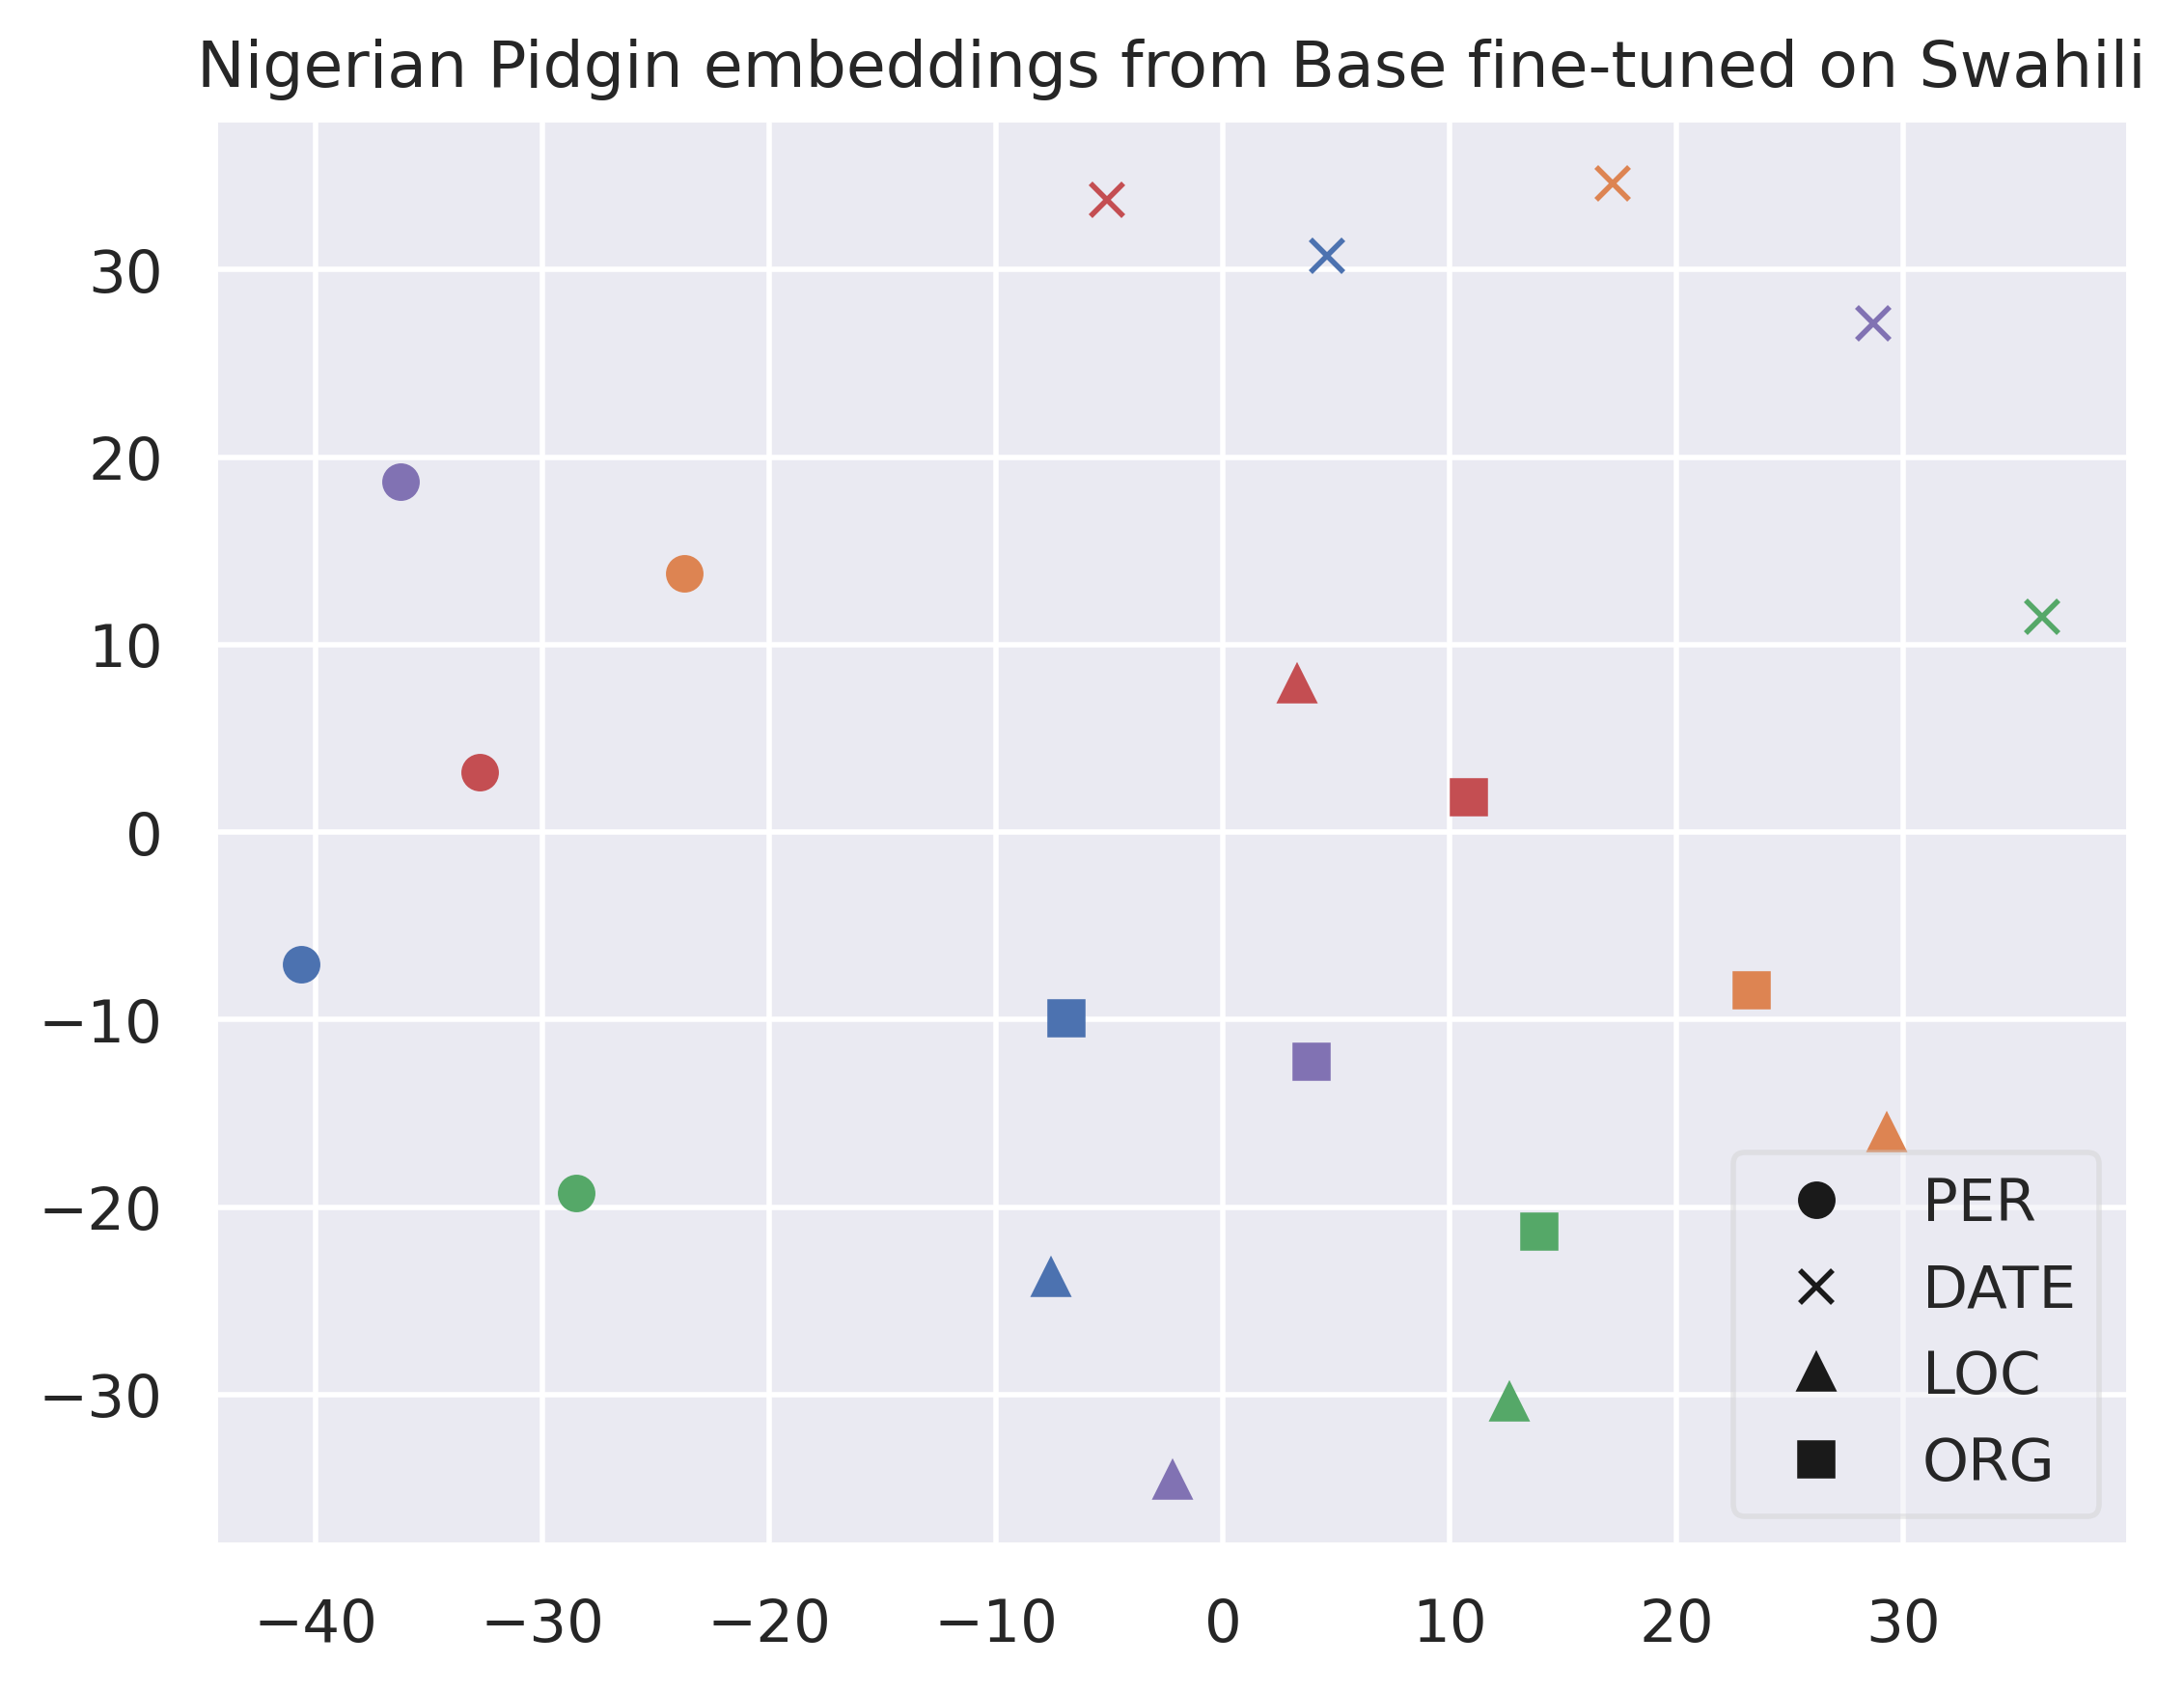 Nigerian Pidgin embeddings from Base fine-tuned on Swahili
30
20
10
0
−10
−20
−30
−40 −30 −20 −10 0 10 20 30
PER
DATE
LOC
ORG